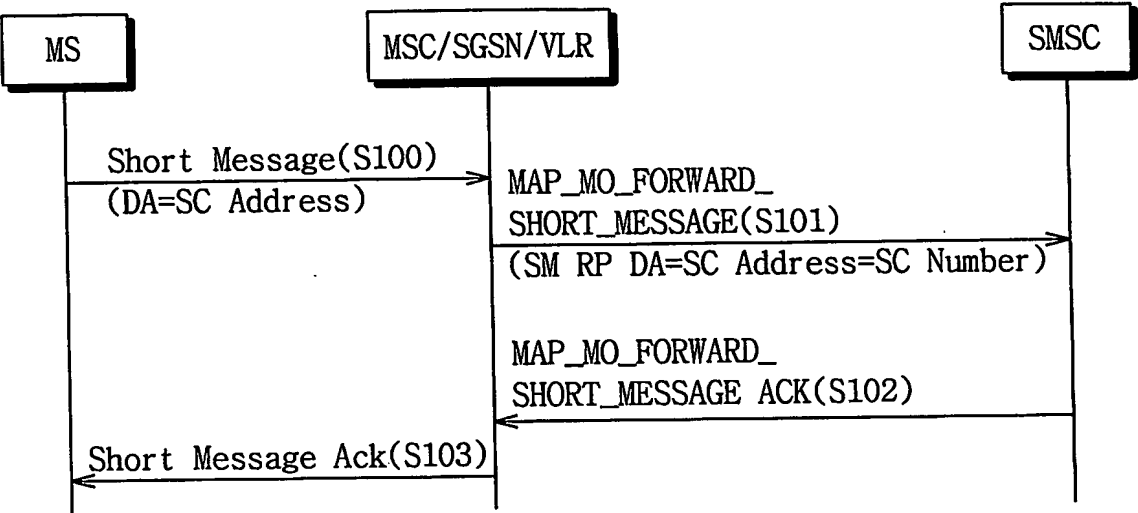 MS
MSC/SGSN/VLR
SMSC
Short Message(S100)
(DA=SC Address)
MAP_MO_FORWARD_
SHORT_MESSAGE(S101)
(SM RP DA=SC Address=SC Number)
MAP_MO_FORWARD_
SHORT_MESSAGE ACK(S102)
Short Message Ack(S103)